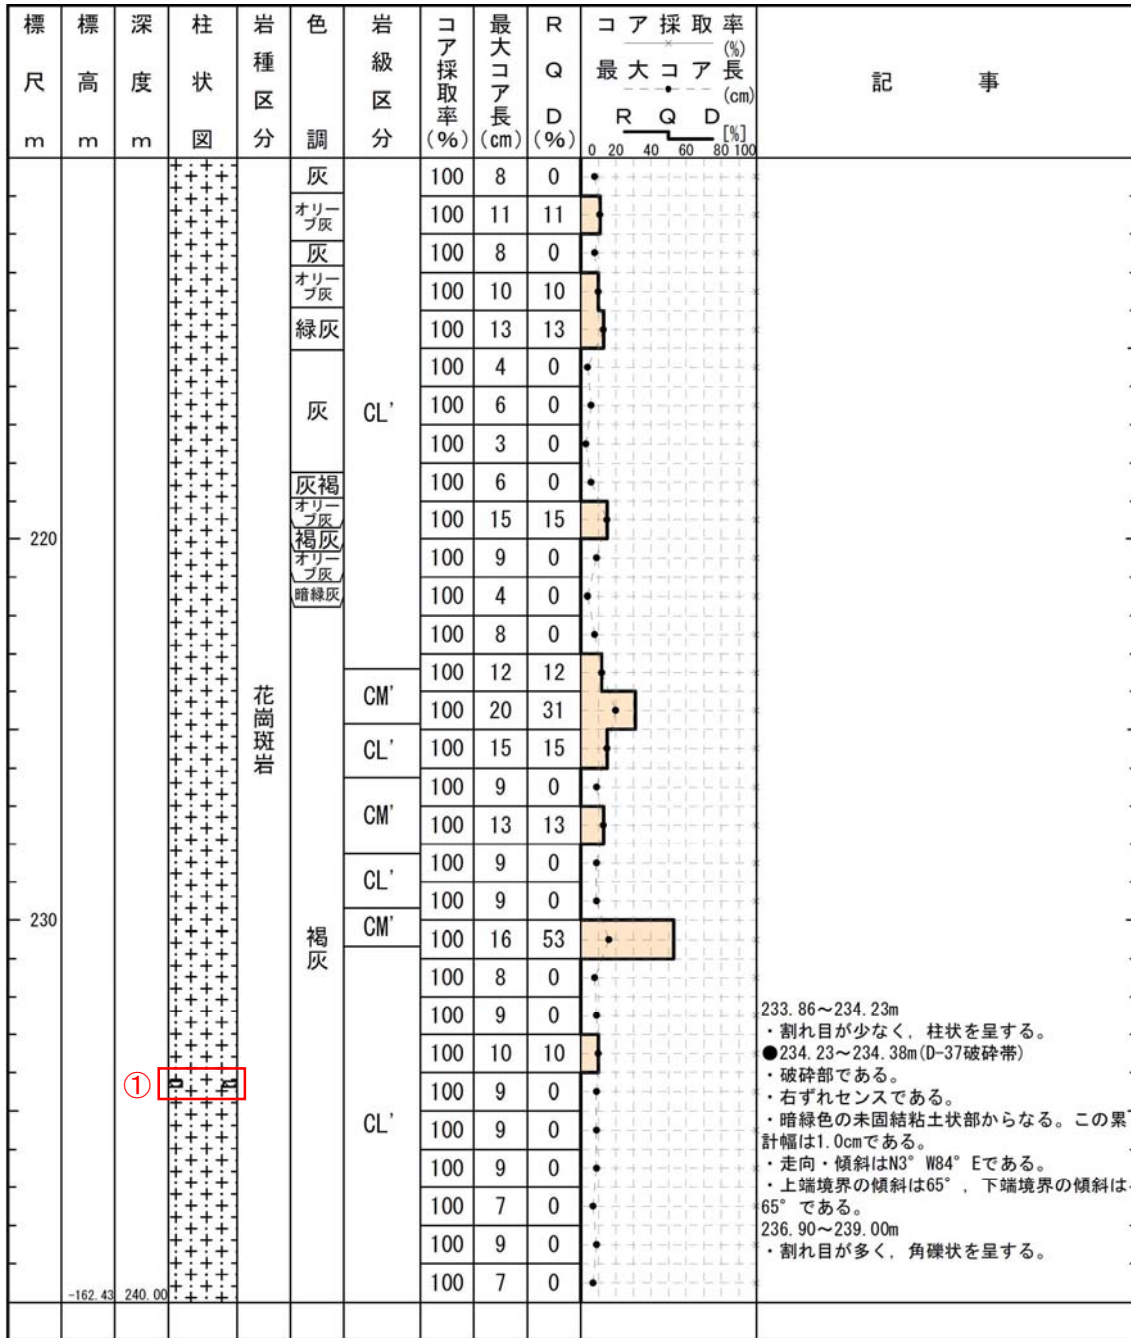 標尺m
標高m
深度m
柱状図
岩種区分
色調
岩級区分
コア採取率(%)
最大コア長(cm)
RQD(%)
コア採取率
(%)
最大コア長
(cm)
RQD
[%]
0 20 40 60 80 100
記事
灰 100 8 0
オリーブ灰 100 11 11
灰 100 8 0
オリーブ灰 100 10 10
緑灰 100 13 13
100 4 0
灰 CL' 100 6 0
100 3 0
灰褐 100 6 0
オリーブ灰 100 15 15
220
褐灰
オリーブ灰 100 9 0
暗緑灰 100 4 0
100 8 0
100 12 12
花崗斑岩
CM' 100 20 31
CL' 100 15 15
100 9 0
CM' 100 13 13
100 9 0
CL' 100 9 0
230
CM' 100 16 53
褐灰
100 8 0
100 9 0
100 10 10
① 100 9 0
CL' 100 9 0
100 9 0
100 7 0
100 9 0
100 7 0
-162.43 240.00
233.86~234.23m
・割れ目が少なく，柱状を呈する。
●234.23~234.38m(D-37破砕帯)
・破砕部である。
・右ずれセンスである。
・暗緑色の未固結粘土状部からなる。この累
計幅は1.0cmである。
・走向・傾斜はN3°W84°Eである。
・上端境界の傾斜は65°，下端境界の傾斜は
65°である。
236.90~239.00m
・割れ目が多く，角礫状を呈する。